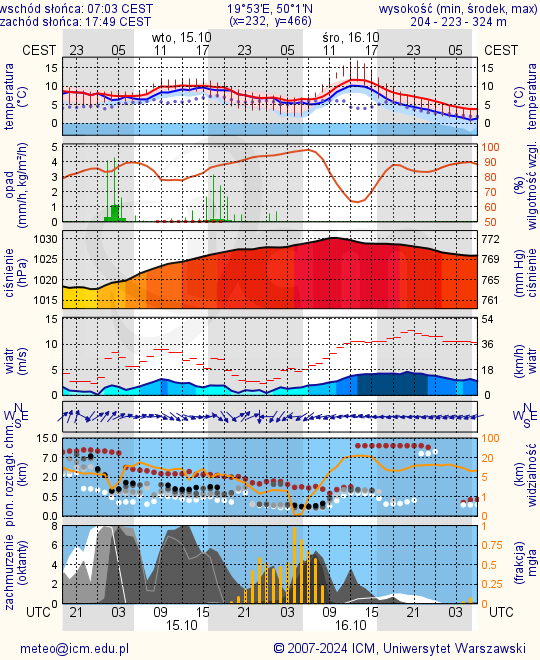 wschód słońca: 07:03 CEST 19°53'E, 50°1'N wysokość (min, środek, max)
zachód słońca: 17:49 CEST (x=232, y=466) 204 - 223 - 324 m
wto, 15.10 śro, 16.10
CEST 23 05 11 17 23 05 11 17 23 05 CEST
temperatura (°C)
15 10 5 0
15 10 5 0
temperatura (°C)
opad (mm/h, kg/m²/h)
5 4 3 2 1 0
100 90 80 70 60 50
(%) wilgotność wzgl.
ciśnienie (hPa)
1030 1025 1020 1015
772 769 765 761
(mm Hg) ciśnienie
wiatr (m/s)
15 10 5 0
54 36 18 0
(km/h) wiatr
N W E S
N W E S
pion. rozciągł. chm. (km)
15.0 7.0 2.0 0.5 0.0
100 20 5 1 0
(km) widzialność
zachmurzenie (oktanty)
8 6 4 2 0
1 0.75 0.5 0.25 0
(frakcja) mgła
UTC 21 03 09 15 21 03 09 15 21 03 UTC
15.10 16.10
meteo@icm.edu.pl © 2007-2024 ICM, Uniwersytet Warszawski